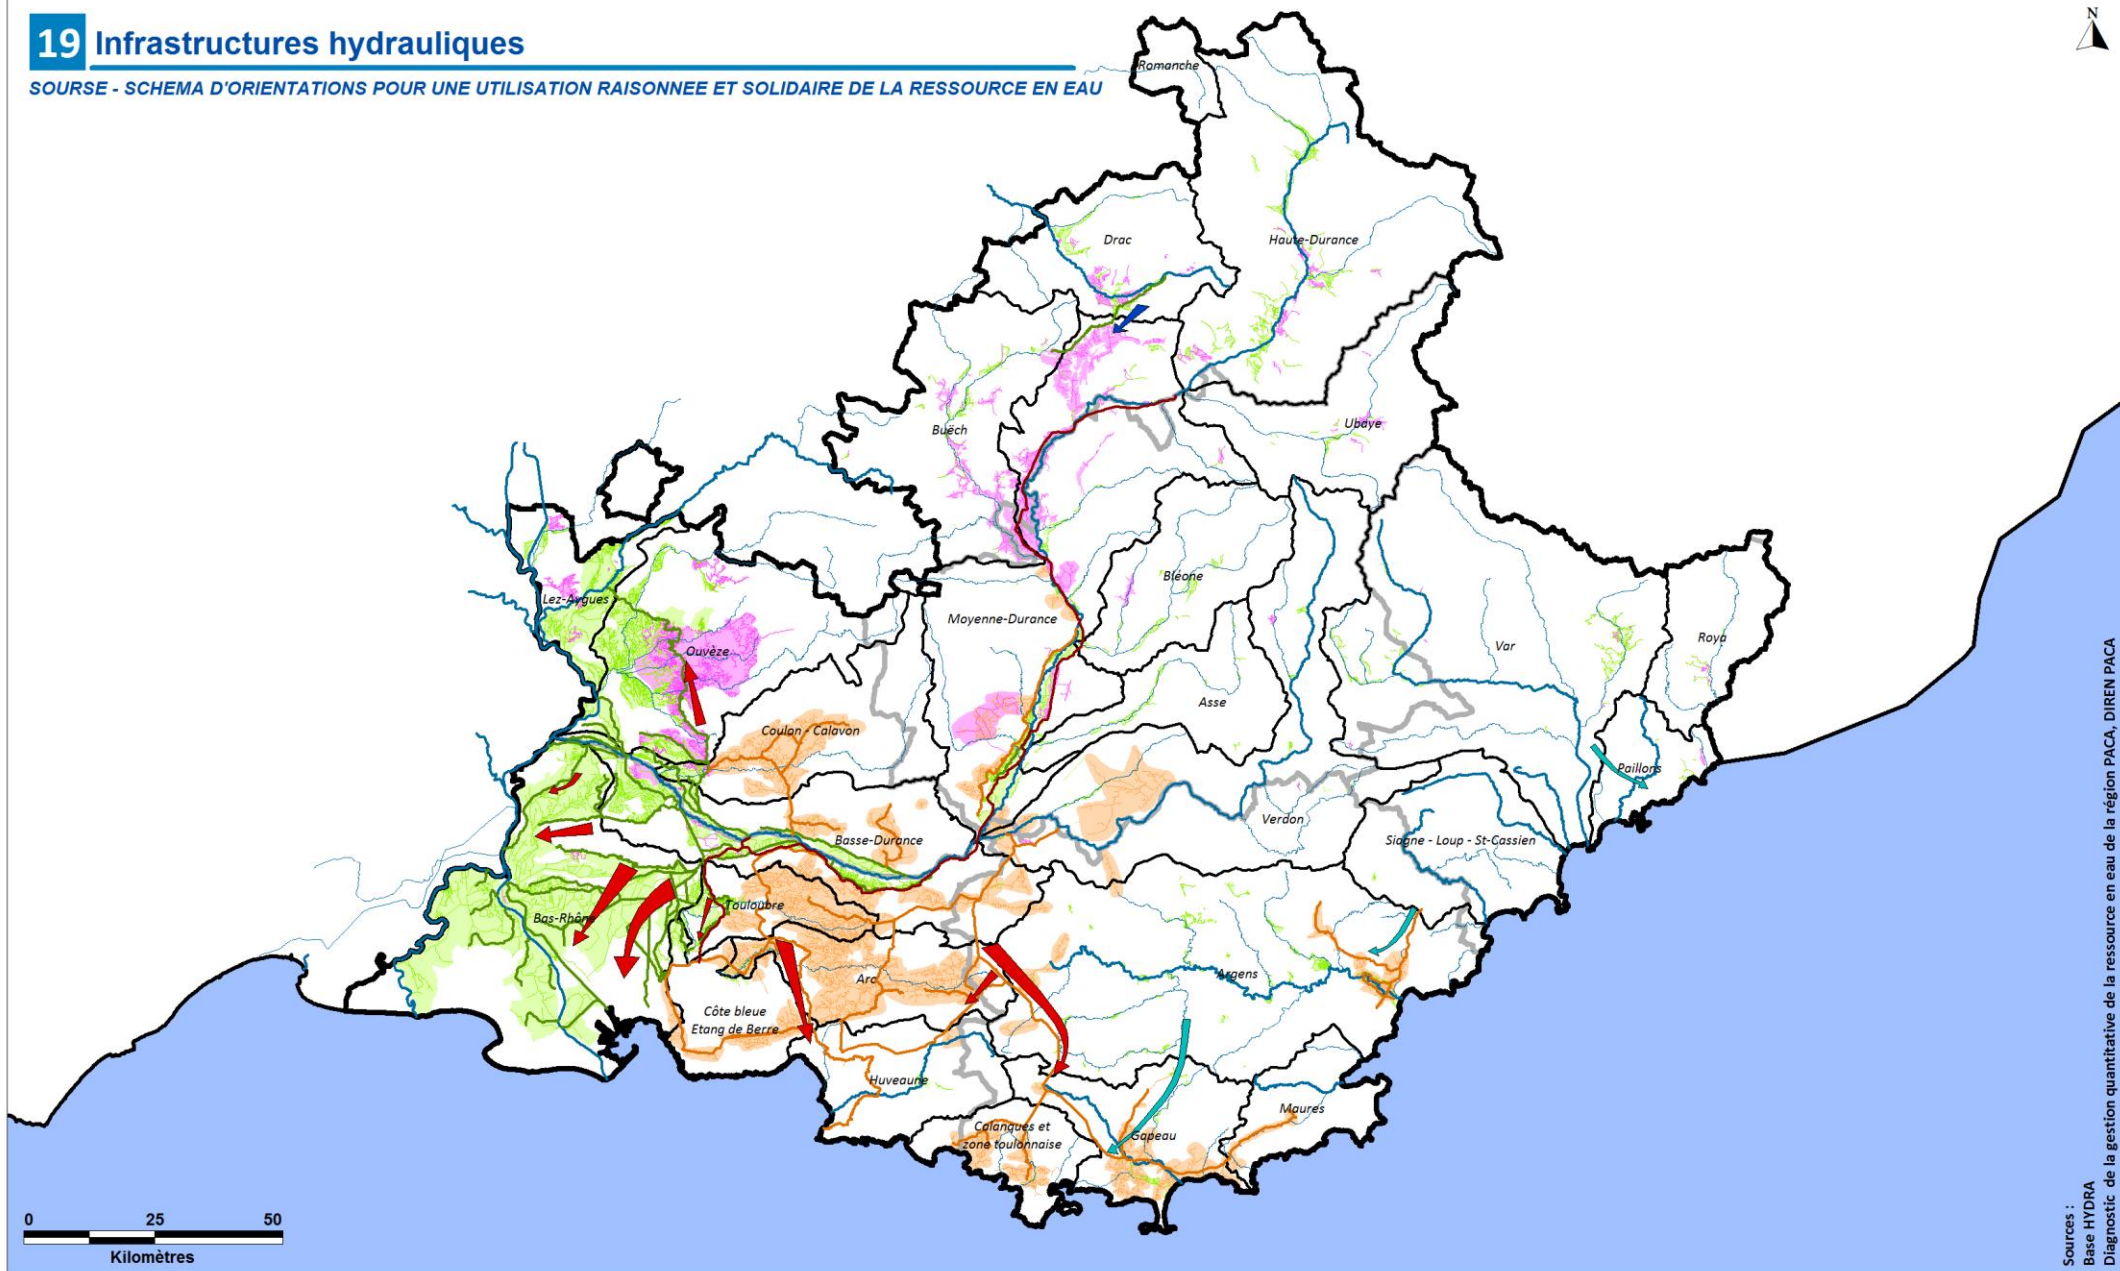 19 Infrastructures hydrauliques
SOURSE - SCHEMA D'ORIENTATIONS POUR UNE UTILISATION RAISONNEE ET SOLIDAIRE DE LA RESSOURCE EN EAU
N
Romanche
Drac
Haute-Durance
Buëch
Ubaye
Bléone
Lez-Aygues
Moyenne-Durance
Ouvèze
Var
Roya
Asse
Coulon - Calavon
Paillons
Basse-Durance
Verdon
Siagne - Loup - St-Cassien
Touloubre
Bas-Rhône
Arc
Argens
Côte bleue
Etang de Berre
Huveaune
Maures
Calanques et
zone toulonnaise
Gapeau
0 25 50
Kilomètres
Sources :
Base HYDRA
Diagnostic de la gestion quantitative de la ressource en eau de la région PACA, DIREN PACA